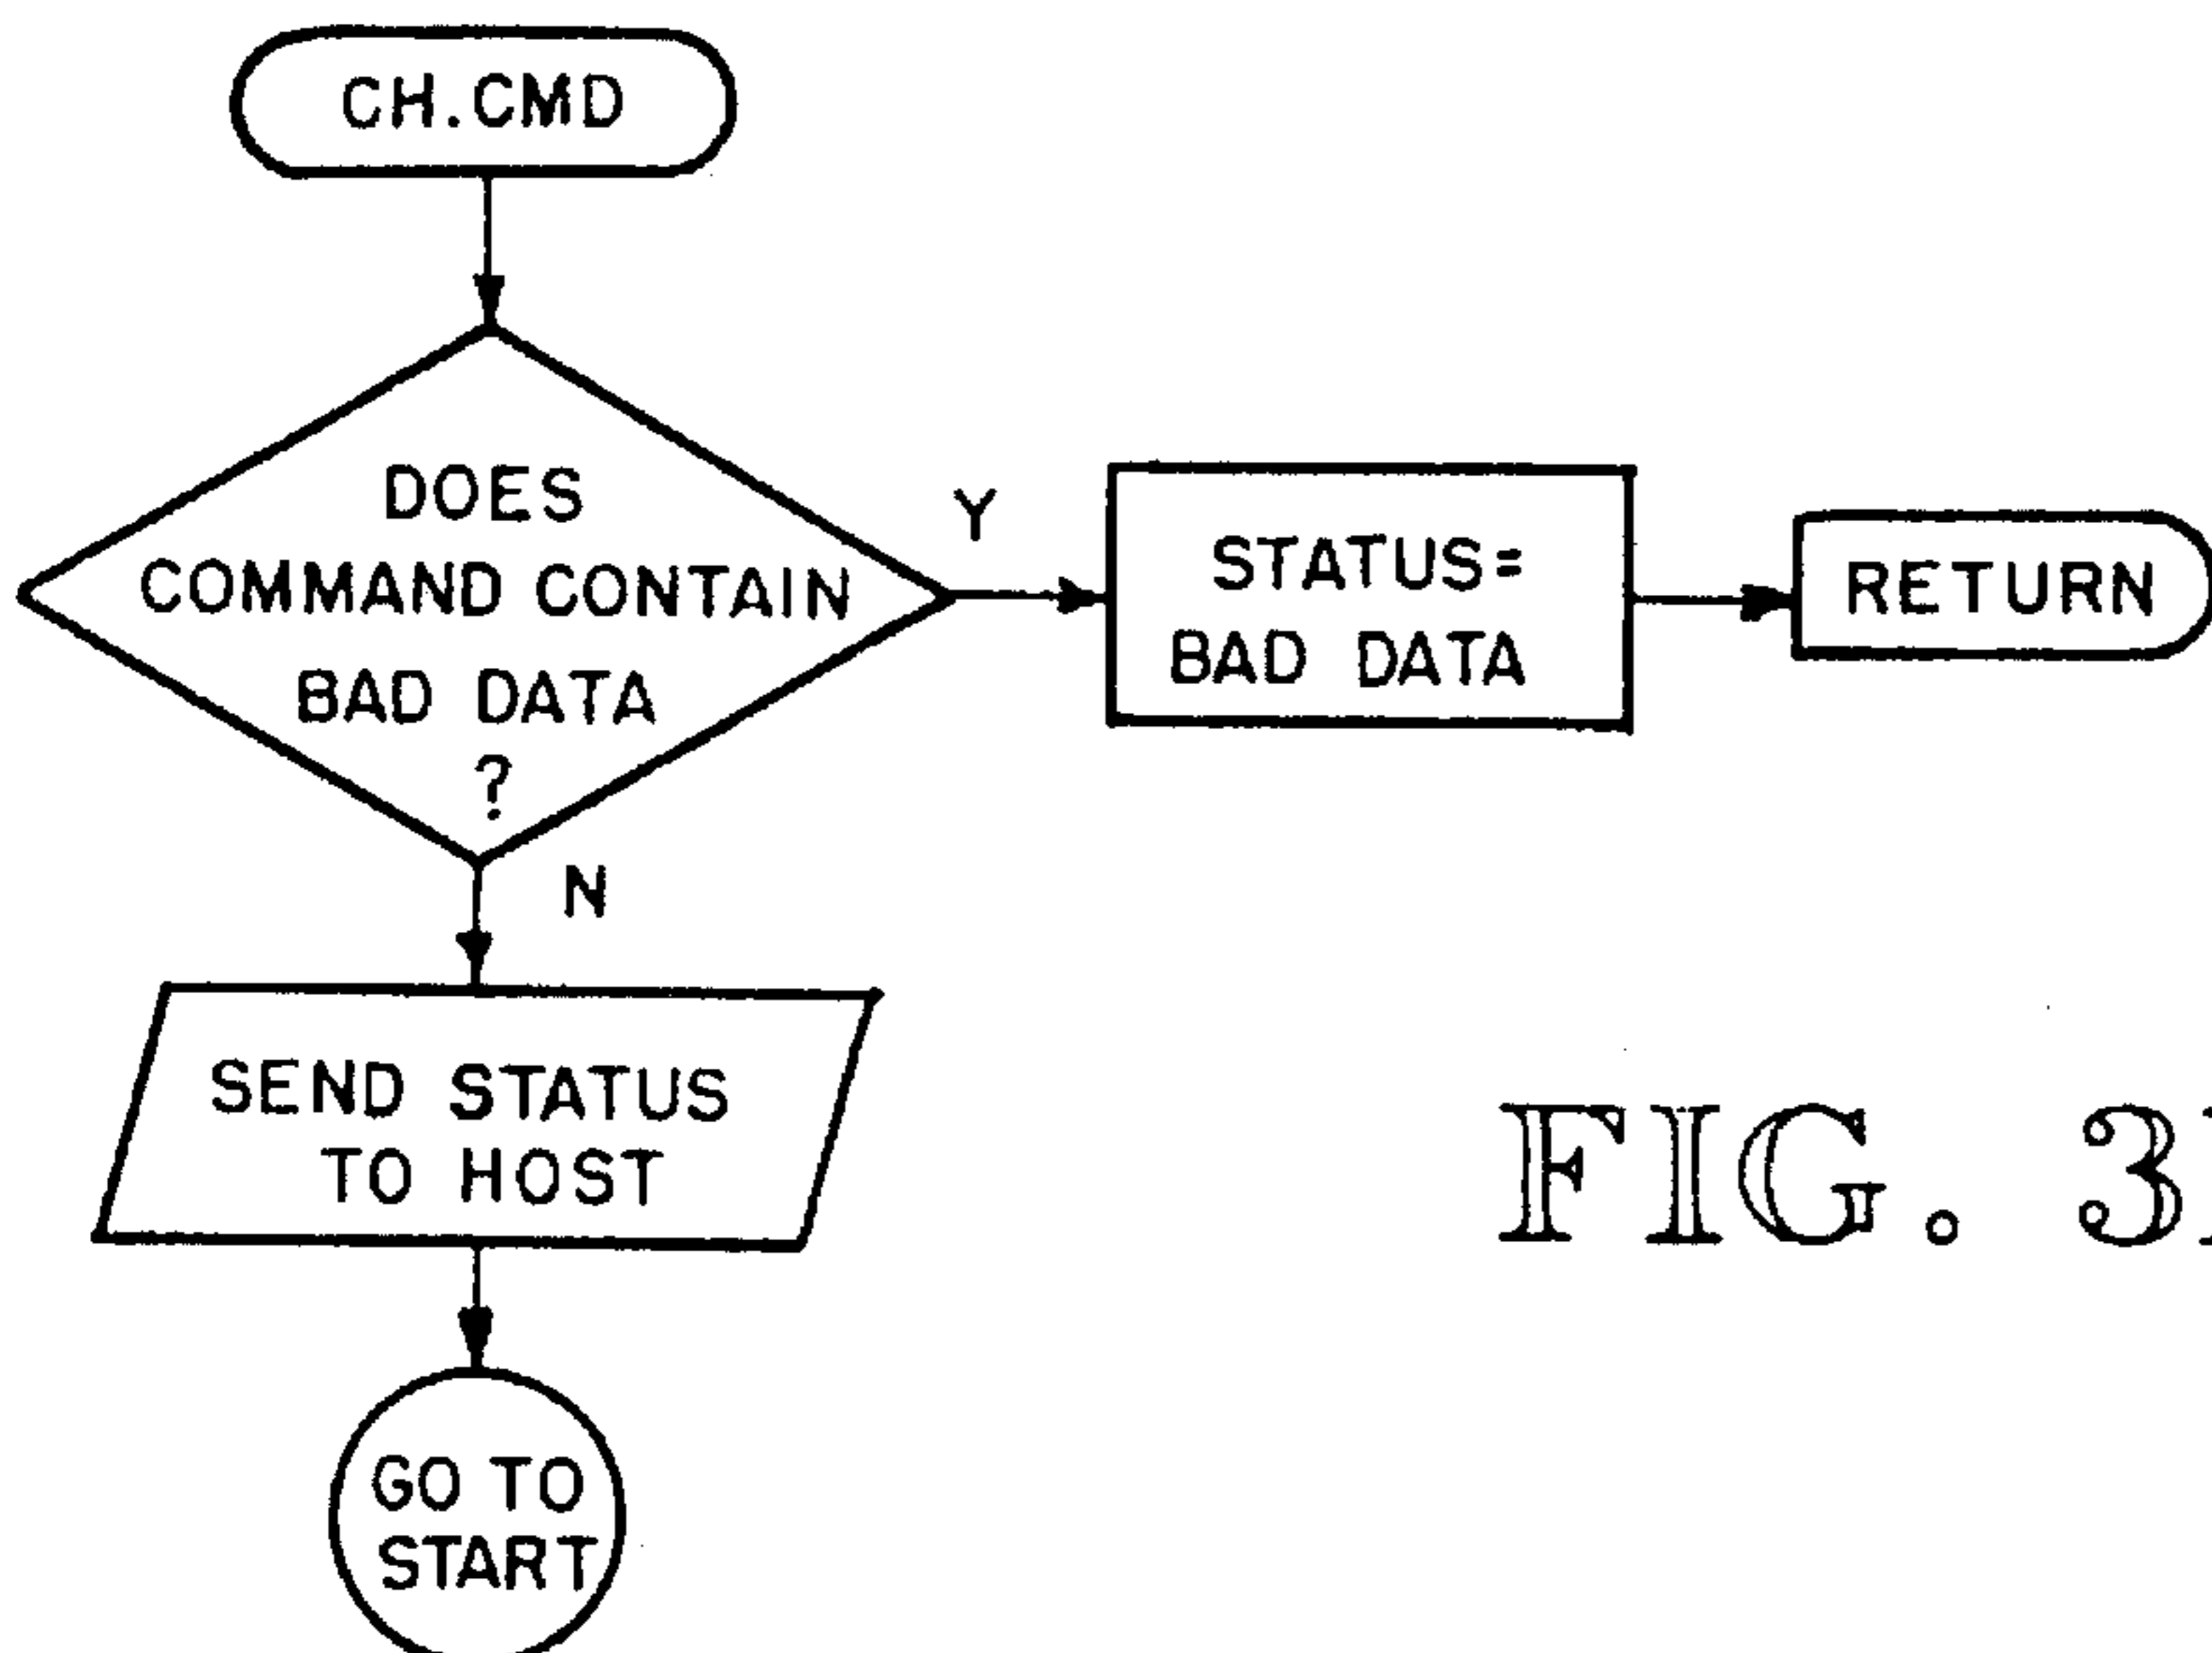 CH.CMD
DOES
COMMAND CONTAIN
BAD DATA
?
Y
STATUS=
BAD DATA
RETURN
N
SEND STATUS
TO HOST
GO TO
START
FIG. 3